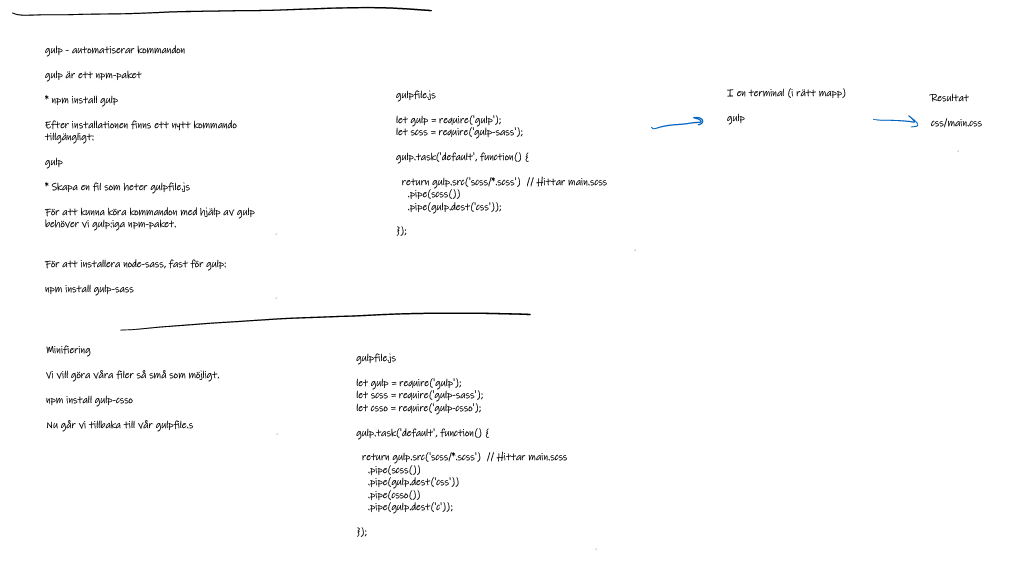 gulp - automatiserar kommandon
gulp är ett npm-paket
* npm install gulp
Efter installationen finns ett nytt kommando
tillgängligt:
gulp
* Skapa en fil som heter gulpfile.js
För att kunna köra kommandon med hjälp av gulp
behöver vi gulp:iga npm-paket.
För att installera node-sass, fast för gulp:
npm install gulp-sass
gulpfile.js
let gulp = require('gulp');
let scss = require('gulp-sass');
gulp.task('default', function() {
return gulp.src('scss/*.scss')  // Hittar main.scss
.pipe(scss())
.pipe(gulp.dest('css'));
});
I en terminal (i rätt mapp)
gulp
Resultat
css/main.css
Minifiering
Vi vill göra våra filer så små som möjligt.
npm install gulp-csso
Nu går vi tillbaka till vår gulpfile.s
gulpfile.js
let gulp = require('gulp');
let scss = require('gulp-sass');
let csso = require('gulp-csso');
gulp.task('default', function() {
return gulp.src('scss/*.scss')  // Hittar main.scss
.pipe(scss())
.pipe(gulp.dest('css'))
.pipe(csso())
.pipe(gulp.dest('c'));
});